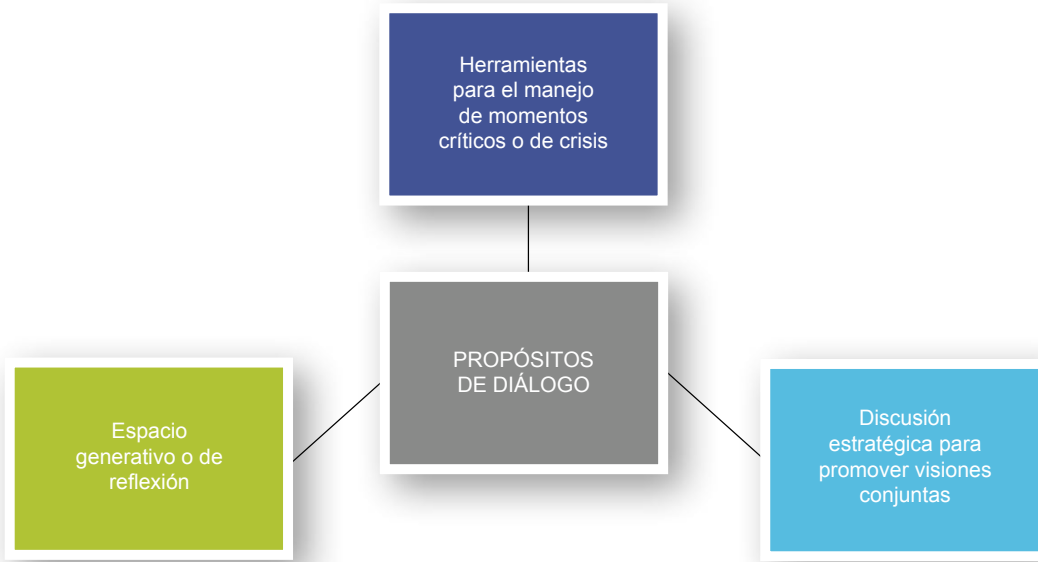 Herramientas
para el manejo
de momentos
críticos o de crisis
PROPÓSITOS
DE DIÁLOGO
Espacio
generativo o de
reflexión
Discusión
estratégica para
promover visiones
conjuntas